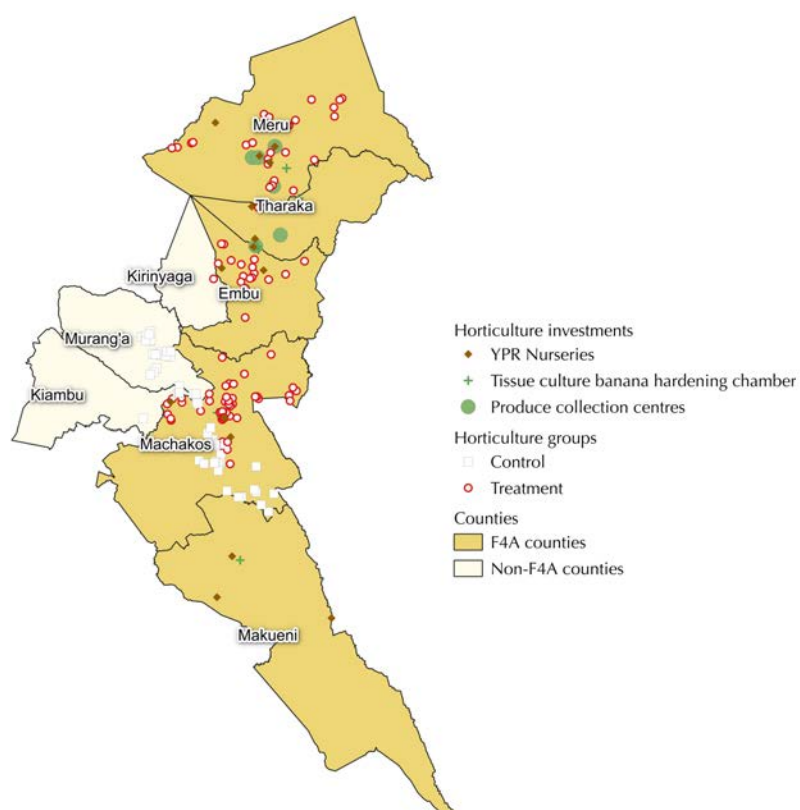 Meru
Tharaka
Kirinyaga
Embu
Murang'a
Kiambu
Machakos
Makueni
Horticulture investments
YPR Nurseries
Tissue culture banana hardening chamber
Produce collection centres
Horticulture groups
Control
Treatment
Counties
F4A counties
Non-F4A counties